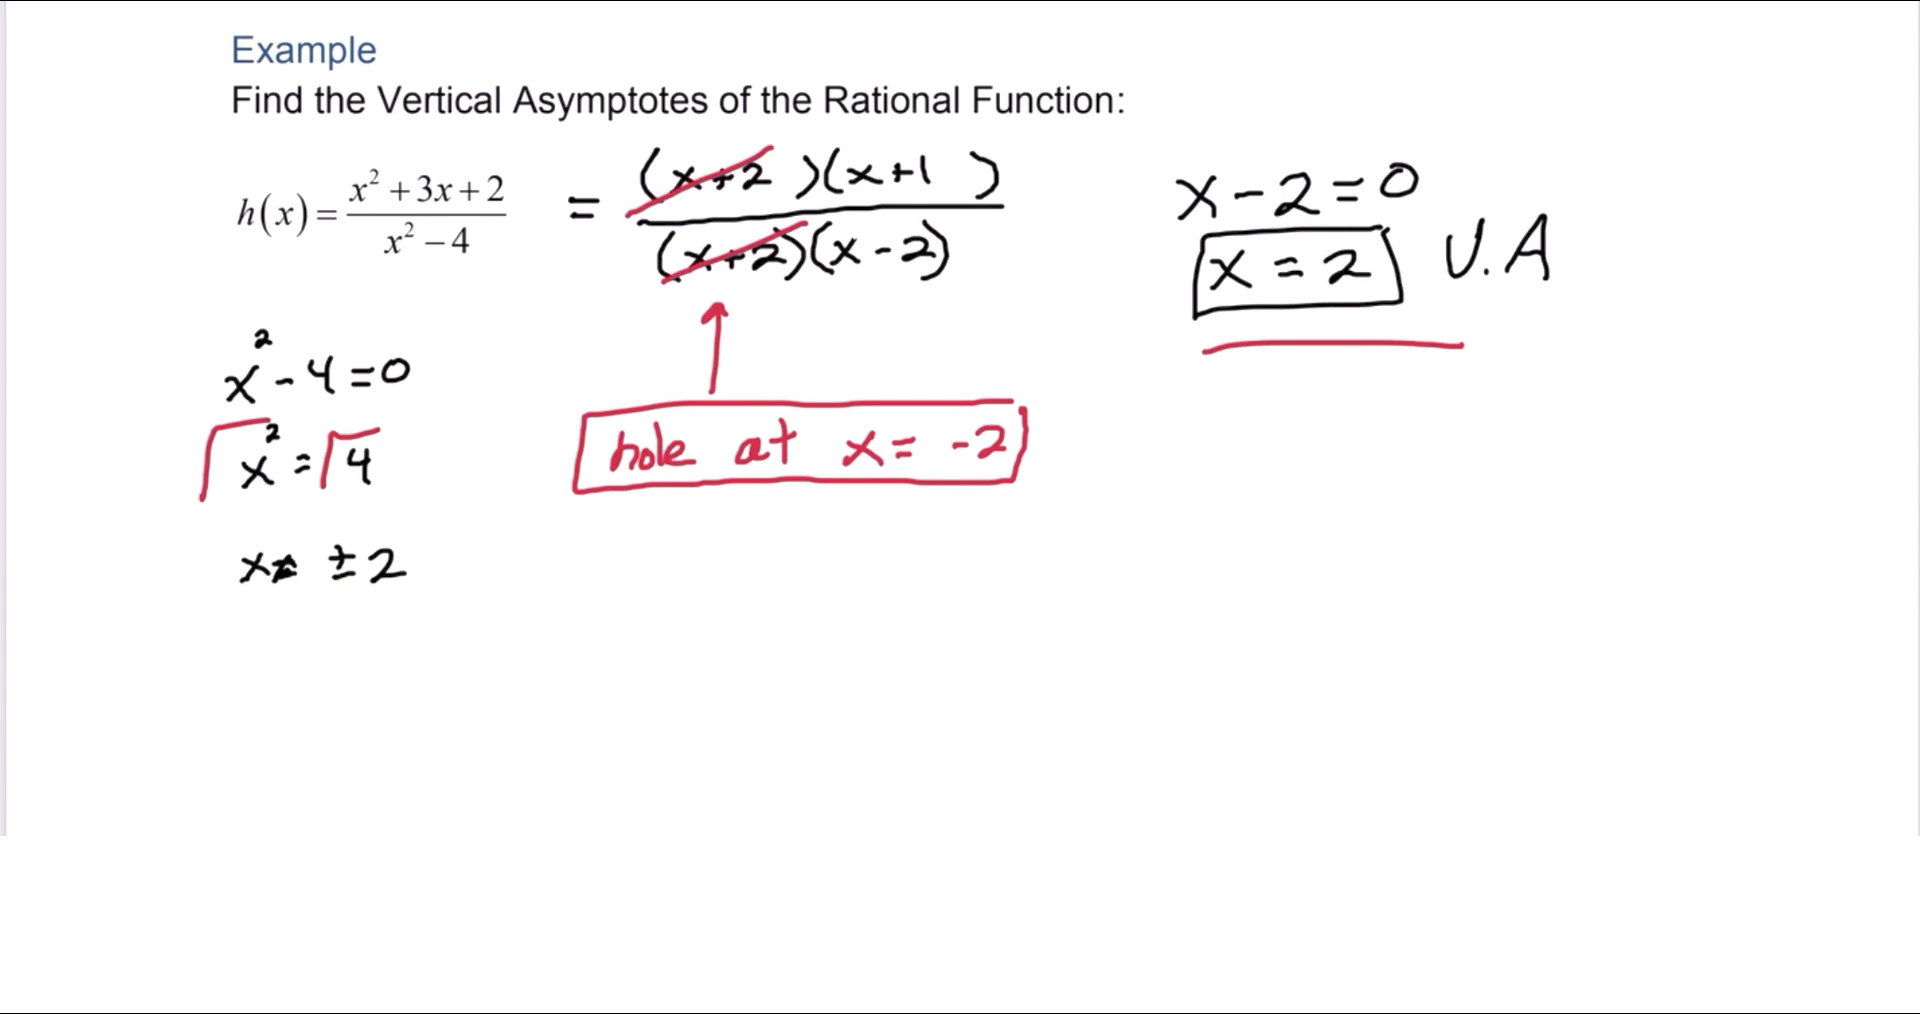 Example
Find the Vertical Asymptotes of the Rational Function:
h(x) = (x² + 3x + 2)/(x² − 4) = ((x+2)(x+1))/((x+2)(x-2))
x - 2 = 0
x = 2 V.A
x² - 4 = 0
√x² = √4
x = ±2
hole at x = -2